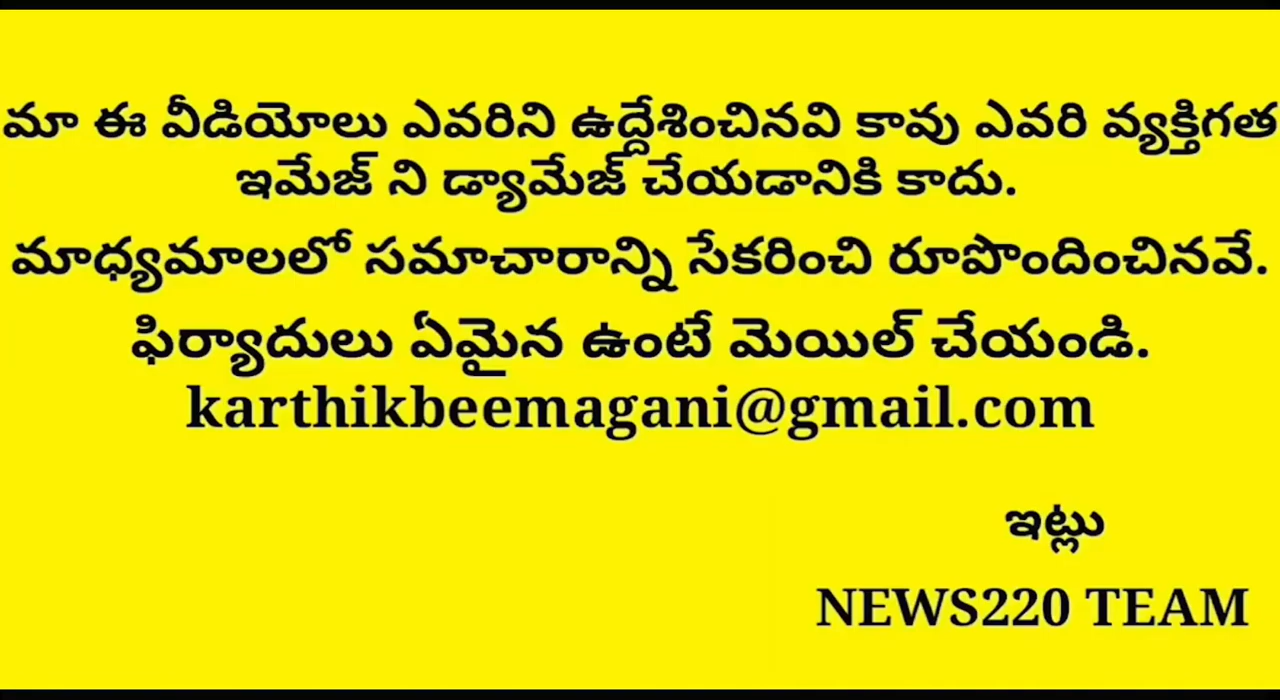 మా ఈ వీడియోలు ఎవరిని ఉద్దేశించినవి కావు ఎవరి వ్యక్తిగత
ఇమేజ్ ని డ్యామేజ్ చేయడానికి కాదు.
మాధ్యమాలలో సమాచారాన్ని సేకరించి రూపొందించినవే.
ఫిర్యాదులు ఏమైన ఉంటే మెయిల్ చేయండి.
karthikbeemagani@gmail.com
ఇట్లు
NEWS220 TEAM